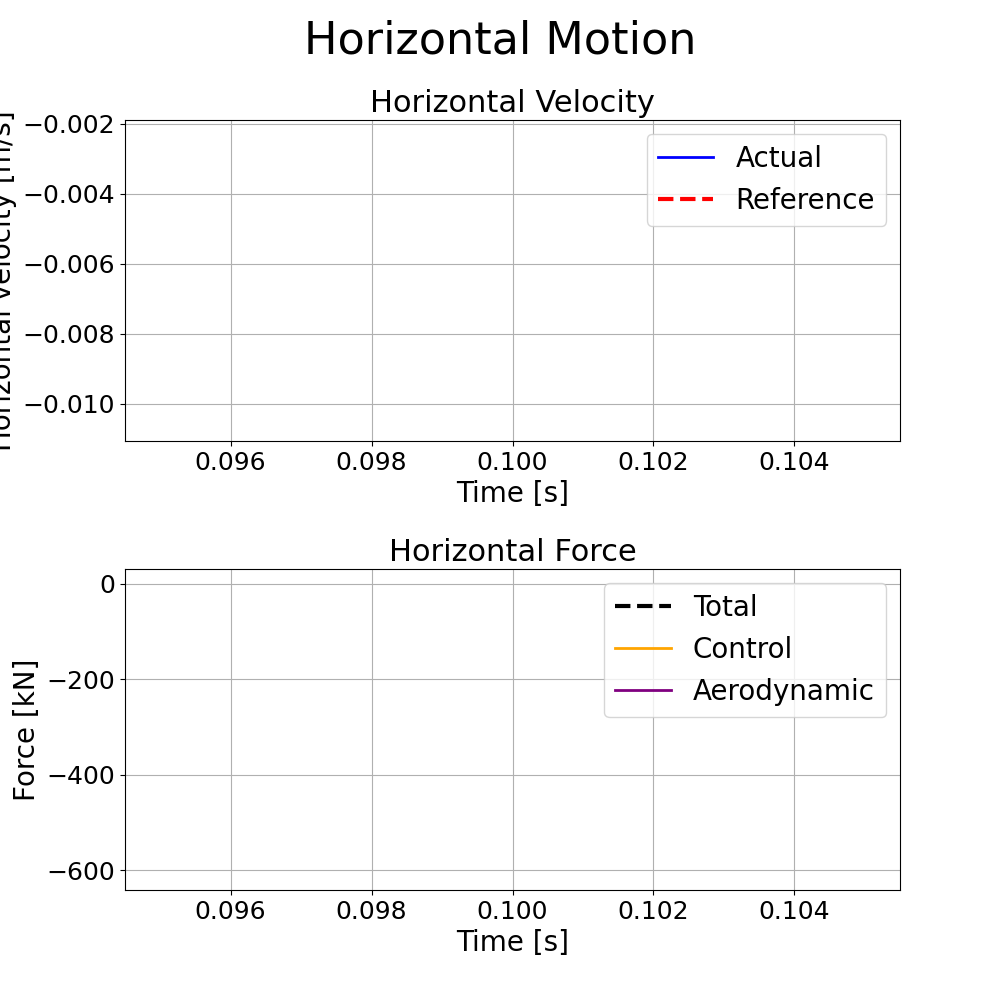 Horizontal Motion
Horizontal Velocity
Horizontal Velocity [m/s]
−0.002
−0.004
−0.006
−0.008
−0.010
Actual
Reference
0.096 0.098 0.100 0.102 0.104
Time [s]
Horizontal Force
Force [kN]
0
−200
−400
−600
Total
Control
Aerodynamic
0.096 0.098 0.100 0.102 0.104
Time [s]